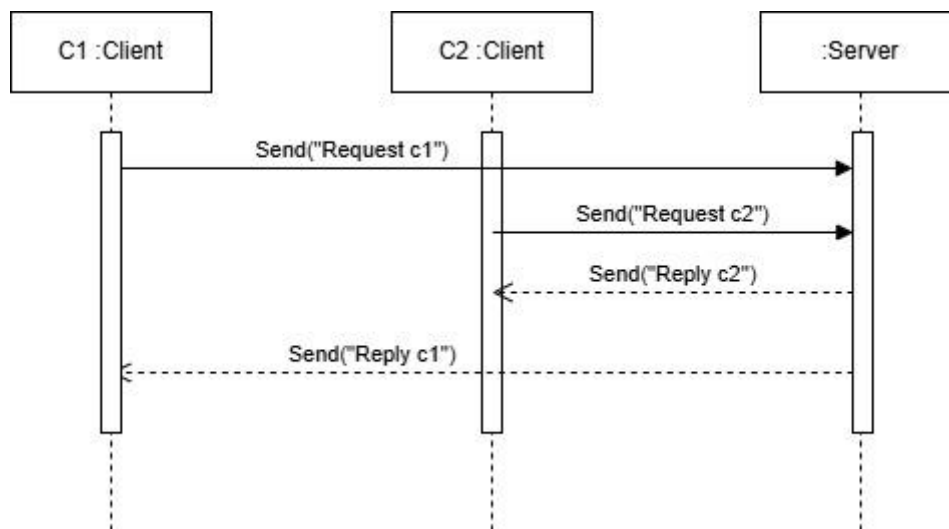 C1 :Client
C2 :Client
:Server
Send("Request c1")
Send("Request c2")
Send("Reply c2")
Send("Reply c1")